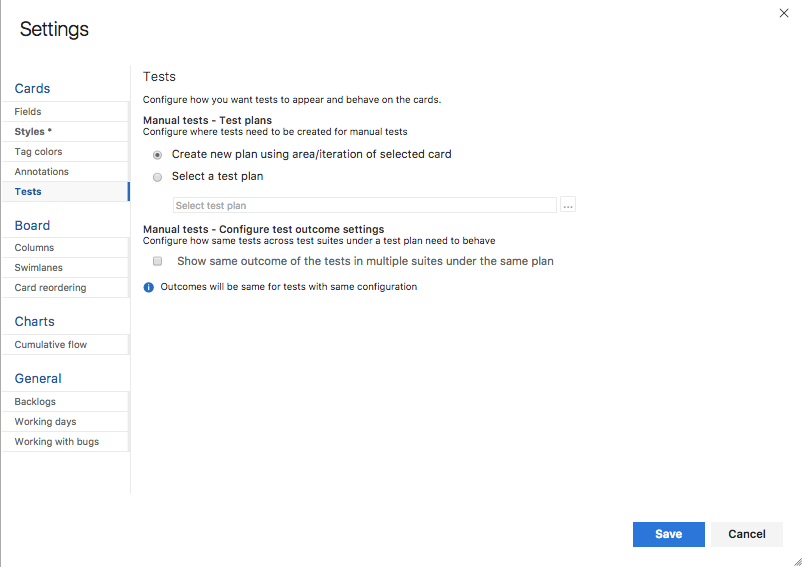 Settings
Cards
Fields
Styles *
Tag colors
Annotations
Tests
Board
Columns
Swimlanes
Card reordering
Charts
Cumulative flow
General
Backlogs
Working days
Working with bugs
Tests
Configure how you want tests to appear and behave on the cards.
Manual tests - Test plans
Configure where tests need to be created for manual tests
Create new plan using area/iteration of selected card
Select a test plan
Select test plan
...
Manual tests - Configure test outcome settings
Configure how same tests across test suites under a test plan need to behave
Show same outcome of the tests in multiple suites under the same plan
Outcomes will be same for tests with same configuration
Save
Cancel